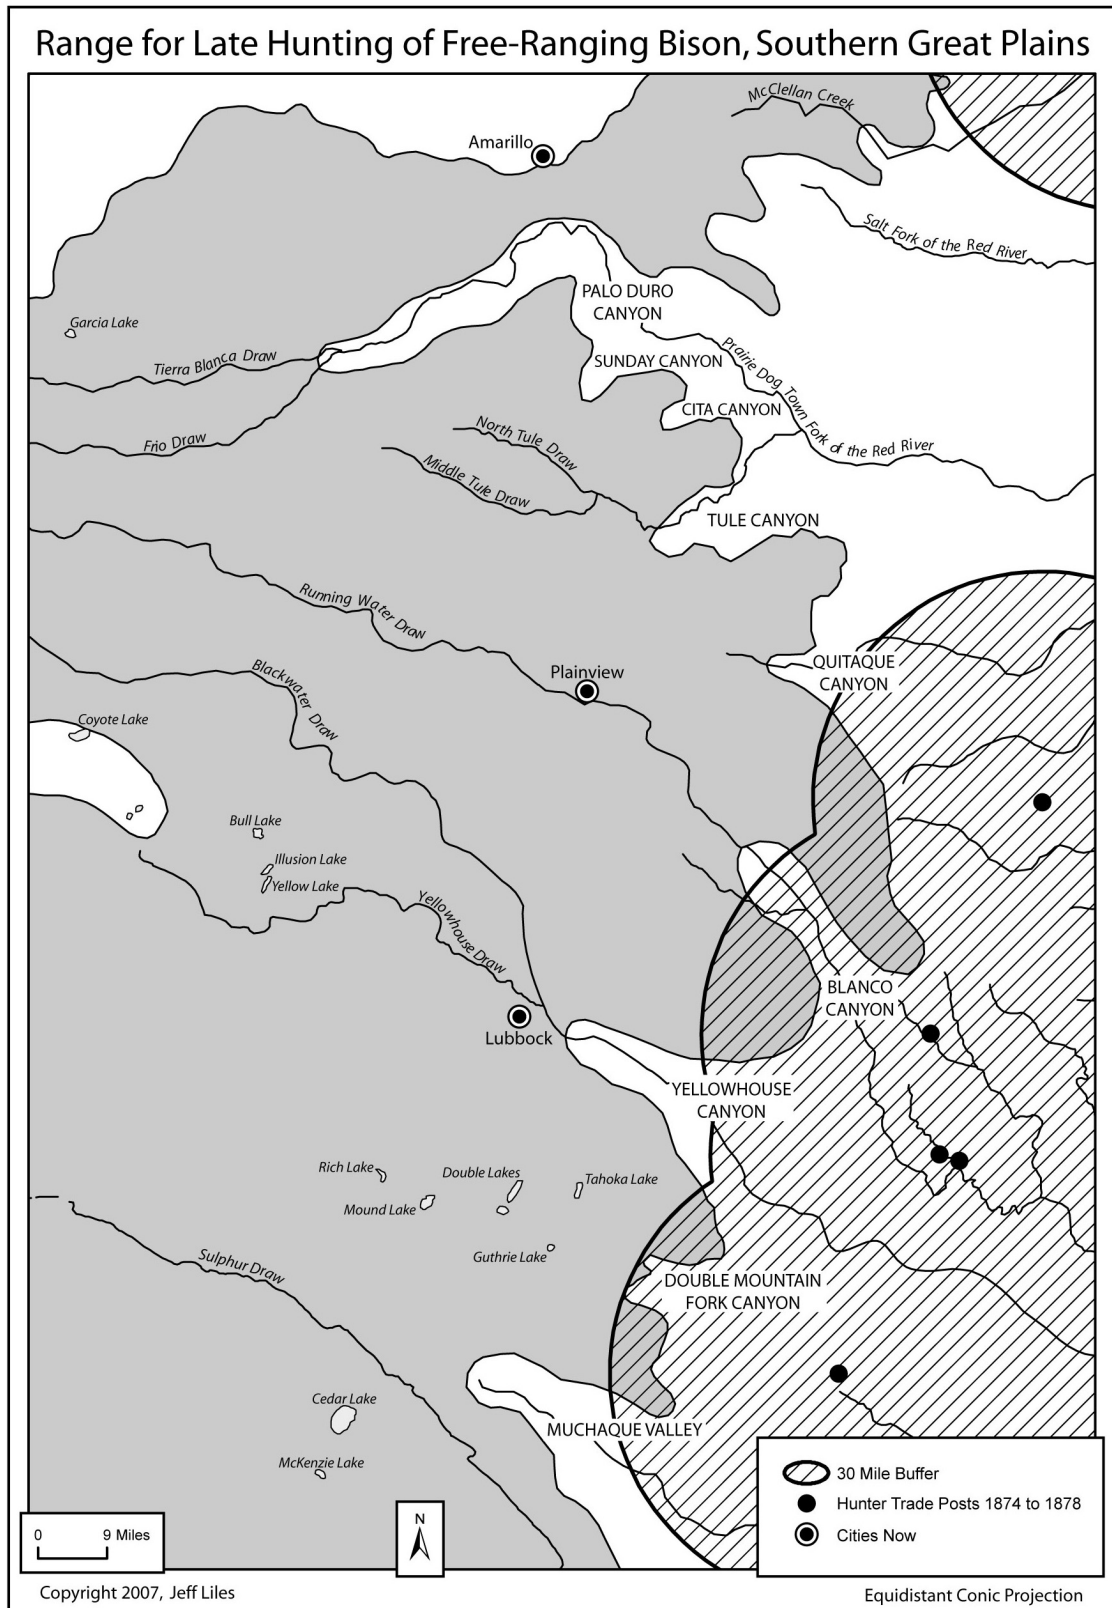 Range for Late Hunting of Free-Ranging Bison, Southern Great Plains
McClellan Creek
Amarillo
Salt Fork of the Red River
PALO DURO
CANYON
Garcia Lake
Prairie Dog Town Fork of the Red River
Tierra Blanca Draw
SUNDAY CANYON
CITA CANYON
Frio Draw
North Tule Draw
Middle Tule Draw
TULE CANYON
Running Water Draw
QUITAQUE
CANYON
Plainview
Blackwater Draw
Coyote Lake
Bull Lake
Illusion Lake
Yellow Lake
Yellowhouse Draw
BLANCO
CANYON
Lubbock
YELLOWHOUSE
CANYON
Rich Lake
Double Lakes
Tahoka Lake
Mound Lake
Guthrie Lake
Sulphur Draw
DOUBLE MOUNTAIN
FORK CANYON
Cedar Lake
MUCHAQUE VALLEY
McKenzie Lake
30 Mile Buffer
Hunter Trade Posts 1874 to 1878
Cities Now
0 9 Miles
N
Copyright 2007, Jeff Liles
Equidistant Conic Projection